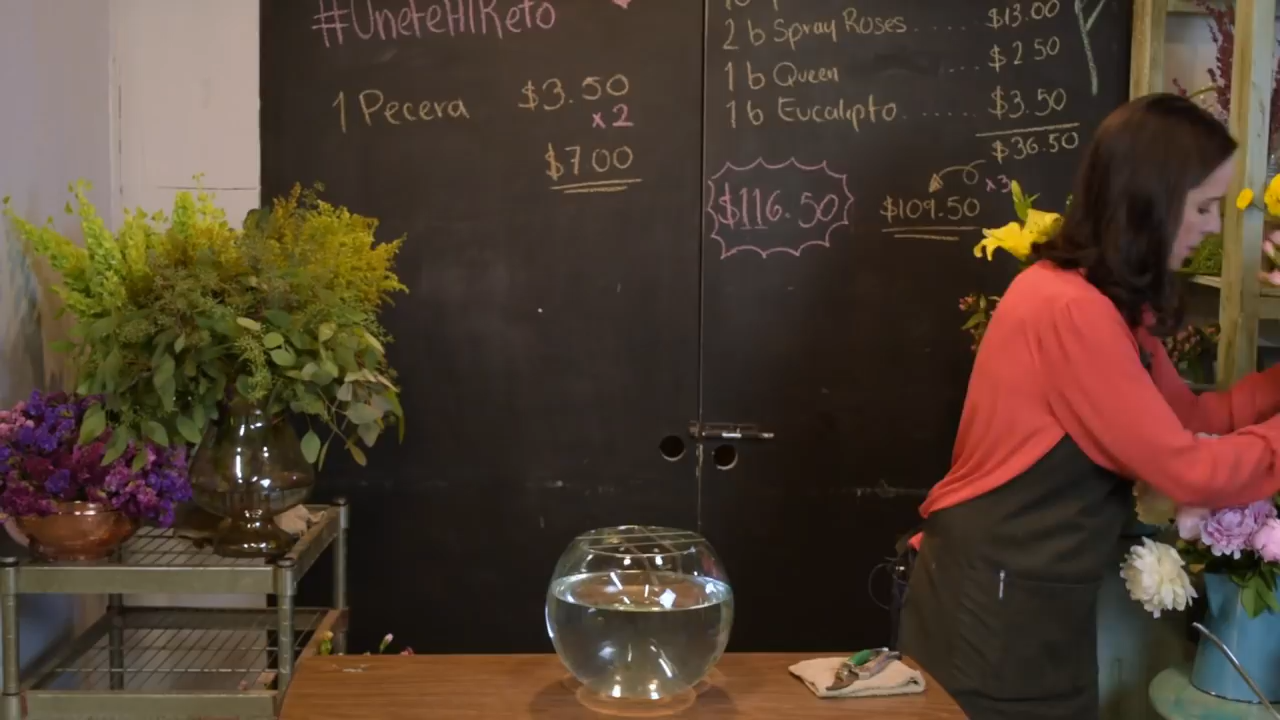 #UneteAlReto
1 Pecera $3.50
x2
$7.00
2 b Spray Roses.... $13.00
1 b Queen ... $2.50
1 b Eucalipto...... $3.50
$36.50
x3
$116.50 $109.50